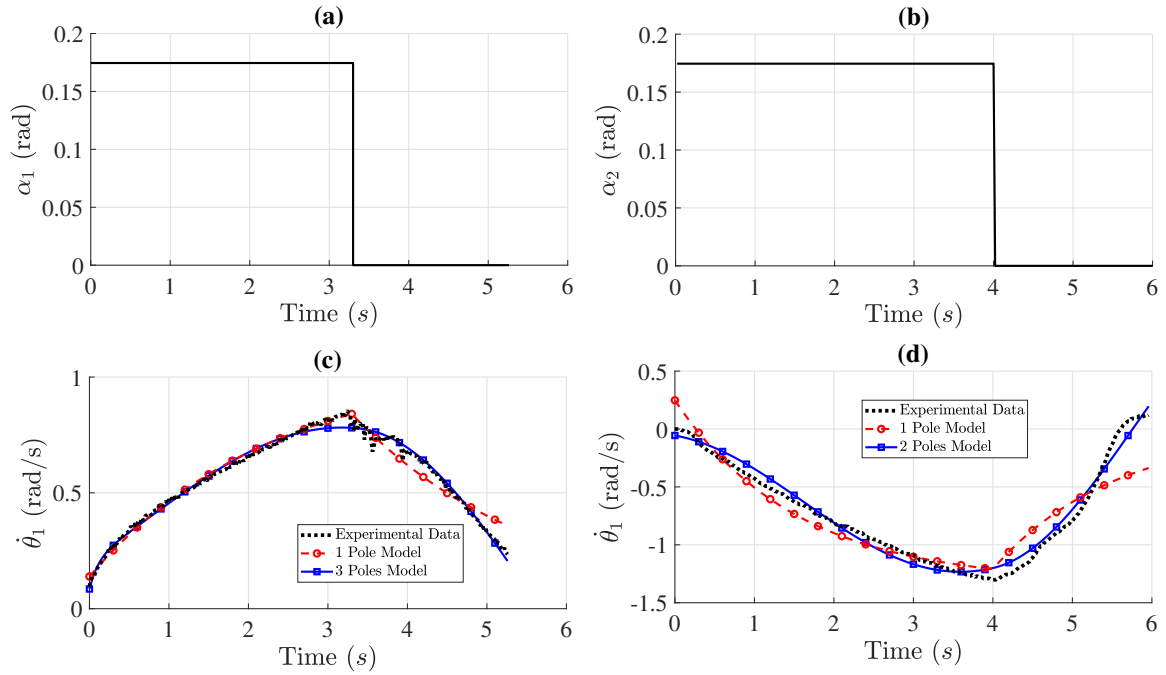 (a)
0.2
0.15
0.1
0.05
0
α₁ (rad)
0 1 2 3 4 5 6
Time (s)
(b)
0.2
0.15
0.1
0.05
0
α₂ (rad)
0 1 2 3 4 5 6
Time (s)
(c)
1
0.5
0
θ̇₁ (rad/s)
Experimental Data
1 Pole Model
3 Poles Model
0 1 2 3 4 5 6
Time (s)
(d)
0.5
0
-0.5
-1
-1.5
θ̇₁ (rad/s)
Experimental Data
1 Pole Model
2 Poles Model
0 1 2 3 4 5 6
Time (s)